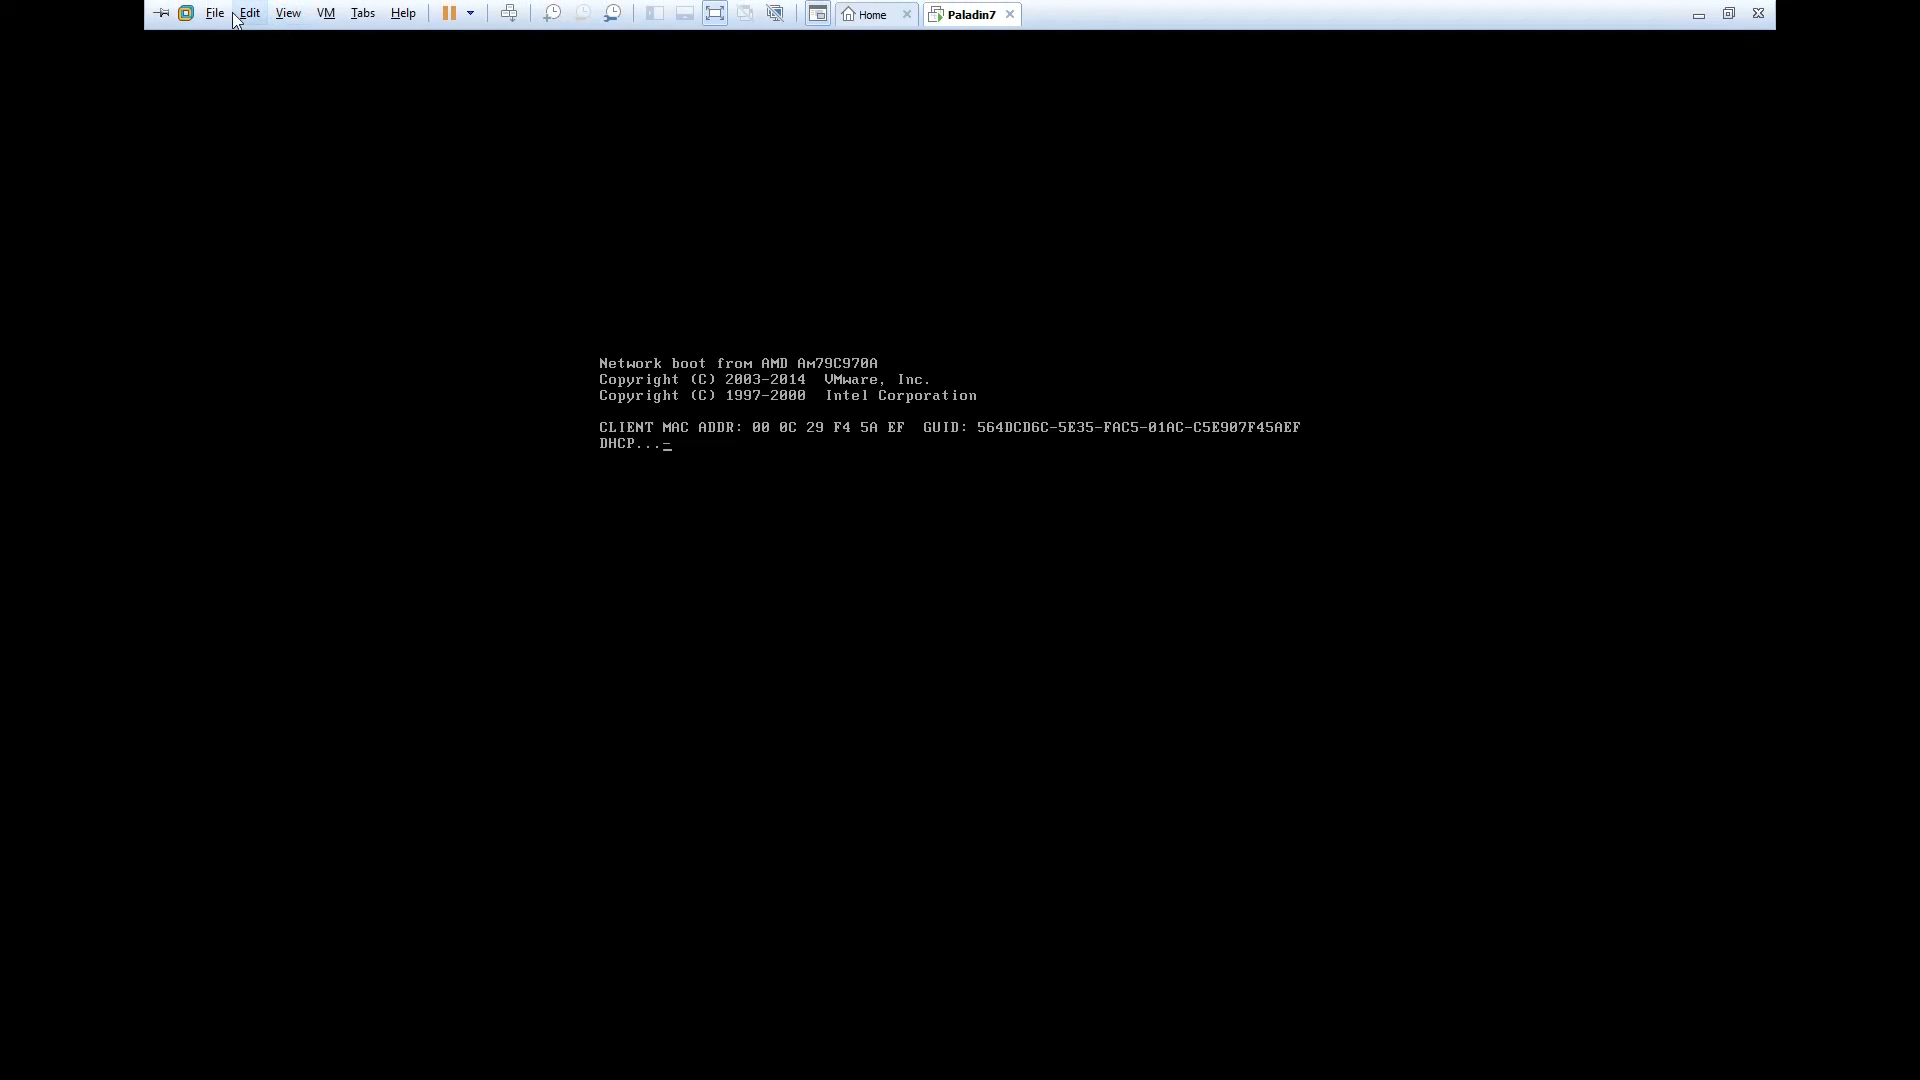 File Edit View VM Tabs Help Home Paladin7
Network boot from AMD Am79C970A
Copyright (C) 2003-2014 VMware, Inc.
Copyright (C) 1997-2000 Intel Corporation
CLIENT MAC ADDR: 00 0C 29 F4 5A EF GUID: 564DCD6C-5E35-FAC5-01AC-C5E907F45AEF
DHCP..._